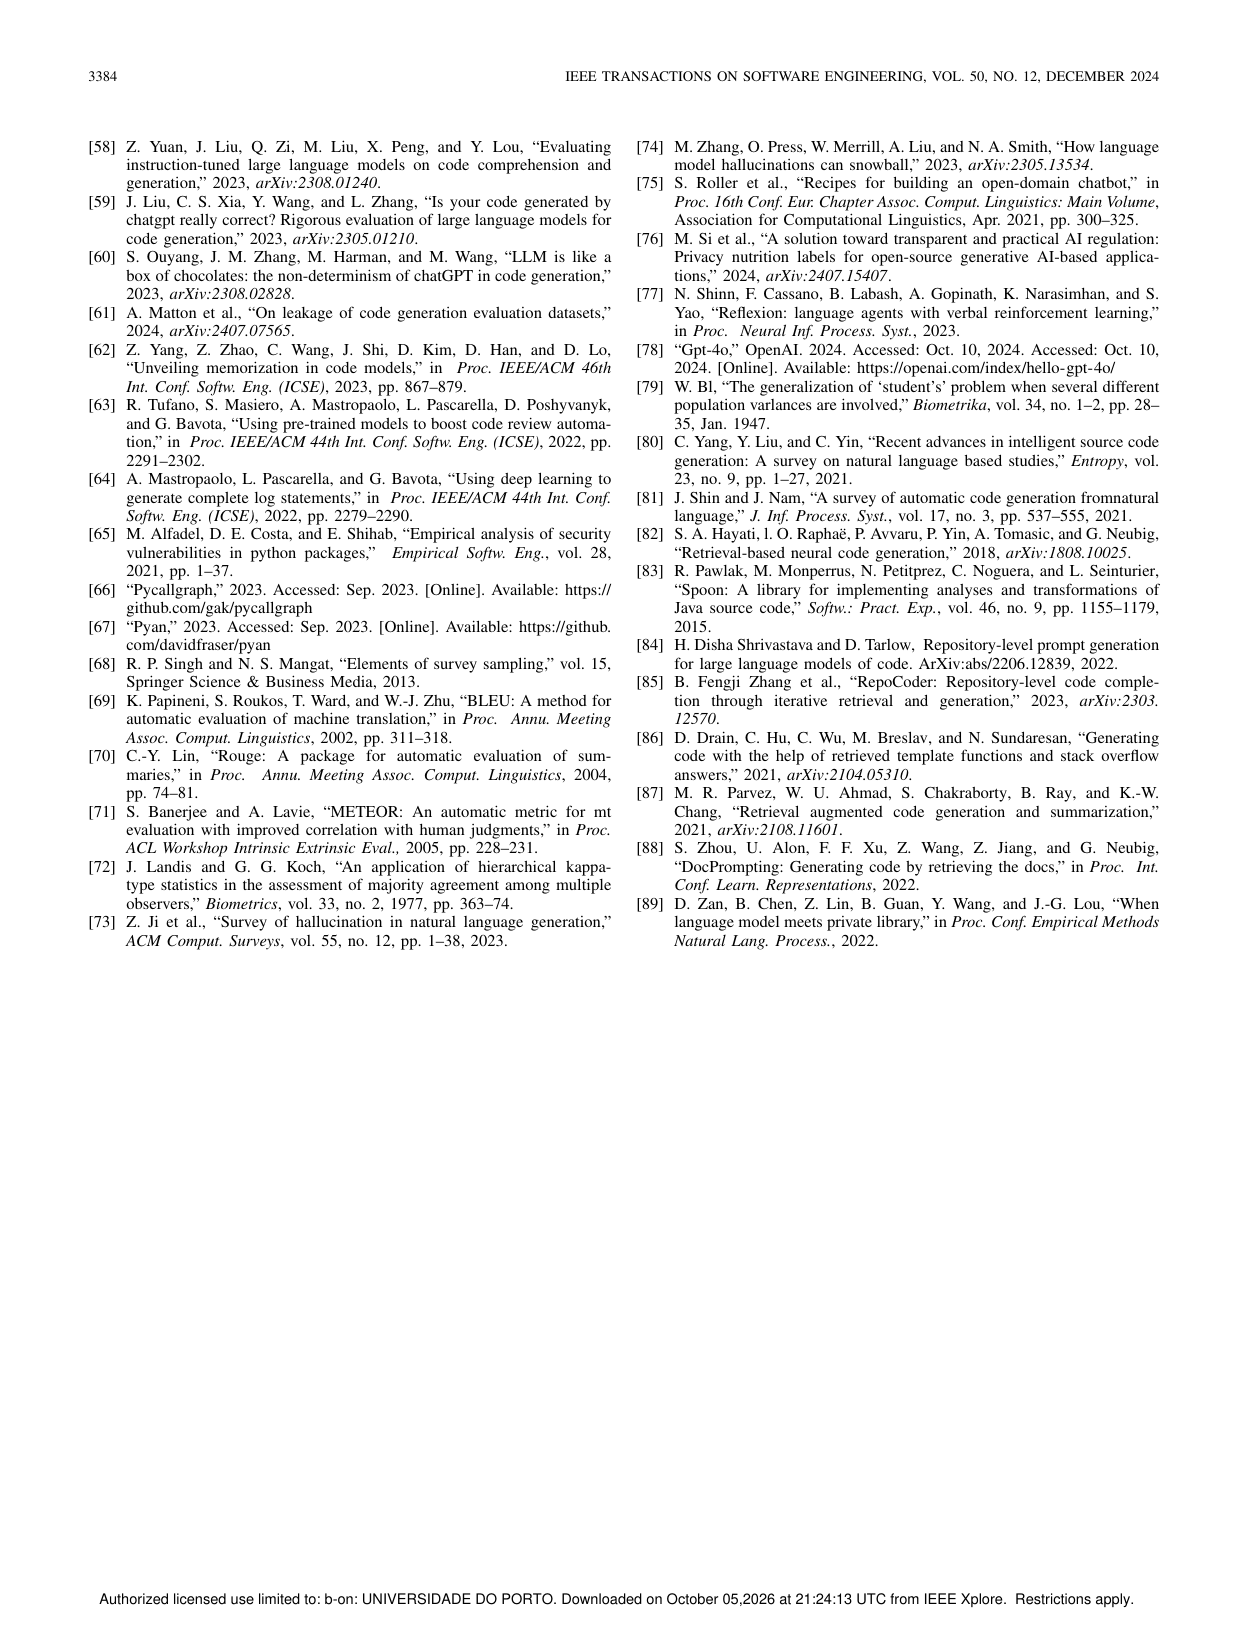 3384
IEEE TRANSACTIONS ON SOFTWARE ENGINEERING, VOL. 50, NO. 12, DECEMBER 2024
[58] Z. Yuan, J. Liu, Q. Zi, M. Liu, X. Peng, and Y. Lou, “Evaluating
instruction-tuned large language models on code comprehension and
generation,” 2023, arXiv:2308.01240.
[59] J. Liu, C. S. Xia, Y. Wang, and L. Zhang, “Is your code generated by
chatgpt really correct? Rigorous evaluation of large language models for
code generation,” 2023, arXiv:2305.01210.
[60] S. Ouyang, J. M. Zhang, M. Harman, and M. Wang, “LLM is like a
box of chocolates: the non-determinism of chatGPT in code generation,”
2023, arXiv:2308.02828.
[61] A. Matton et al., “On leakage of code generation evaluation datasets,”
2024, arXiv:2407.07565.
[62] Z. Yang, Z. Zhao, C. Wang, J. Shi, D. Kim, D. Han, and D. Lo,
“Unveiling memorization in code models,” in Proc. IEEE/ACM 46th
Int. Conf. Softw. Eng. (ICSE), 2023, pp. 867–879.
[63] R. Tufano, S. Masiero, A. Mastropaolo, L. Pascarella, D. Poshyvanyk,
and G. Bavota, “Using pre-trained models to boost code review automa-
tion,” in Proc. IEEE/ACM 44th Int. Conf. Softw. Eng. (ICSE), 2022, pp.
2291–2302.
[64] A. Mastropaolo, L. Pascarella, and G. Bavota, “Using deep learning to
generate complete log statements,” in Proc. IEEE/ACM 44th Int. Conf.
Softw. Eng. (ICSE), 2022, pp. 2279–2290.
[65] M. Alfadel, D. E. Costa, and E. Shihab, “Empirical analysis of security
vulnerabilities in python packages,” Empirical Softw. Eng., vol. 28,
2021, pp. 1–37.
[66] “Pycallgraph,” 2023. Accessed: Sep. 2023. [Online]. Available: https://
github.com/gak/pycallgraph
[67] “Pyan,” 2023. Accessed: Sep. 2023. [Online]. Available: https://github.
com/davidfraser/pyan
[68] R. P. Singh and N. S. Mangat, “Elements of survey sampling,” vol. 15,
Springer Science & Business Media, 2013.
[69] K. Papineni, S. Roukos, T. Ward, and W.-J. Zhu, “BLEU: A method for
automatic evaluation of machine translation,” in Proc. Annu. Meeting
Assoc. Comput. Linguistics, 2002, pp. 311–318.
[70] C.-Y. Lin, “Rouge: A package for automatic evaluation of sum-
maries,” in Proc. Annu. Meeting Assoc. Comput. Linguistics, 2004,
pp. 74–81.
[71] S. Banerjee and A. Lavie, “METEOR: An automatic metric for mt
evaluation with improved correlation with human judgments,” in Proc.
ACL Workshop Intrinsic Extrinsic Eval., 2005, pp. 228–231.
[72] J. Landis and G. G. Koch, “An application of hierarchical kappa-
type statistics in the assessment of majority agreement among multiple
observers,” Biometrics, vol. 33, no. 2, 1977, pp. 363–74.
[73] Z. Ji et al., “Survey of hallucination in natural language generation,”
ACM Comput. Surveys, vol. 55, no. 12, pp. 1–38, 2023.
[74] M. Zhang, O. Press, W. Merrill, A. Liu, and N. A. Smith, “How language
model hallucinations can snowball,” 2023, arXiv:2305.13534.
[75] S. Roller et al., “Recipes for building an open-domain chatbot,” in
Proc. 16th Conf. Eur. Chapter Assoc. Comput. Linguistics: Main Volume,
Association for Computational Linguistics, Apr. 2021, pp. 300–325.
[76] M. Si et al., “A solution toward transparent and practical AI regulation:
Privacy nutrition labels for open-source generative AI-based applica-
tions,” 2024, arXiv:2407.15407.
[77] N. Shinn, F. Cassano, B. Labash, A. Gopinath, K. Narasimhan, and S.
Yao, “Reflexion: language agents with verbal reinforcement learning,”
in Proc. Neural Inf. Process. Syst., 2023.
[78] “Gpt-4o,” OpenAI. 2024. Accessed: Oct. 10, 2024. Accessed: Oct. 10,
2024. [Online]. Available: https://openai.com/index/hello-gpt-4o/
[79] W. Bl, “The generalization of ‘student’s’ problem when several different
population variances are involved,” Biometrika, vol. 34, no. 1–2, pp. 28–
35, Jan. 1947.
[80] C. Yang, Y. Liu, and C. Yin, “Recent advances in intelligent source code
generation: A survey on natural language based studies,” Entropy, vol.
23, no. 9, pp. 1–27, 2021.
[81] J. Shin and J. Nam, “A survey of automatic code generation fromnatural
language,” J. Inf. Process. Syst., vol. 17, no. 3, pp. 537–555, 2021.
[82] S. A. Hayati, l. O. Raphaë, P. Avvaru, P. Yin, A. Tomasic, and G. Neubig,
“Retrieval-based neural code generation,” 2018, arXiv:1808.10025.
[83] R. Pawlak, M. Monperrus, N. Petitprez, C. Noguera, and L. Seinturier,
“Spoon: A library for implementing analyses and transformations of
Java source code,” Softw.: Pract. Exp., vol. 46, no. 9, pp. 1155–1179,
2015.
[84] H. Disha Shrivastava and D. Tarlow, Repository-level prompt generation
for large language models of code. ArXiv:abs/2206.12839, 2022.
[85] B. Fengji Zhang et al., “RepoCoder: Repository-level code comple-
tion through iterative retrieval and generation,” 2023, arXiv:2303.
12570.
[86] D. Drain, C. Hu, C. Wu, M. Breslav, and N. Sundaresan, “Generating
code with the help of retrieved template functions and stack overflow
answers,” 2021, arXiv:2104.05310.
[87] M. R. Parvez, W. U. Ahmad, S. Chakraborty, B. Ray, and K.-W.
Chang, “Retrieval augmented code generation and summarization,”
2021, arXiv:2108.11601.
[88] S. Zhou, U. Alon, F. F. Xu, Z. Wang, Z. Jiang, and G. Neubig,
“DocPrompting: Generating code by retrieving the docs,” in Proc. Int.
Conf. Learn. Representations, 2022.
[89] D. Zan, B. Chen, Z. Lin, B. Guan, Y. Wang, and J.-G. Lou, “When
language model meets private library,” in Proc. Conf. Empirical Methods
Natural Lang. Process., 2022.
Authorized licensed use limited to: b-on: UNIVERSIDADE DO PORTO. Downloaded on October 05,2026 at 21:24:13 UTC from IEEE Xplore. Restrictions apply.